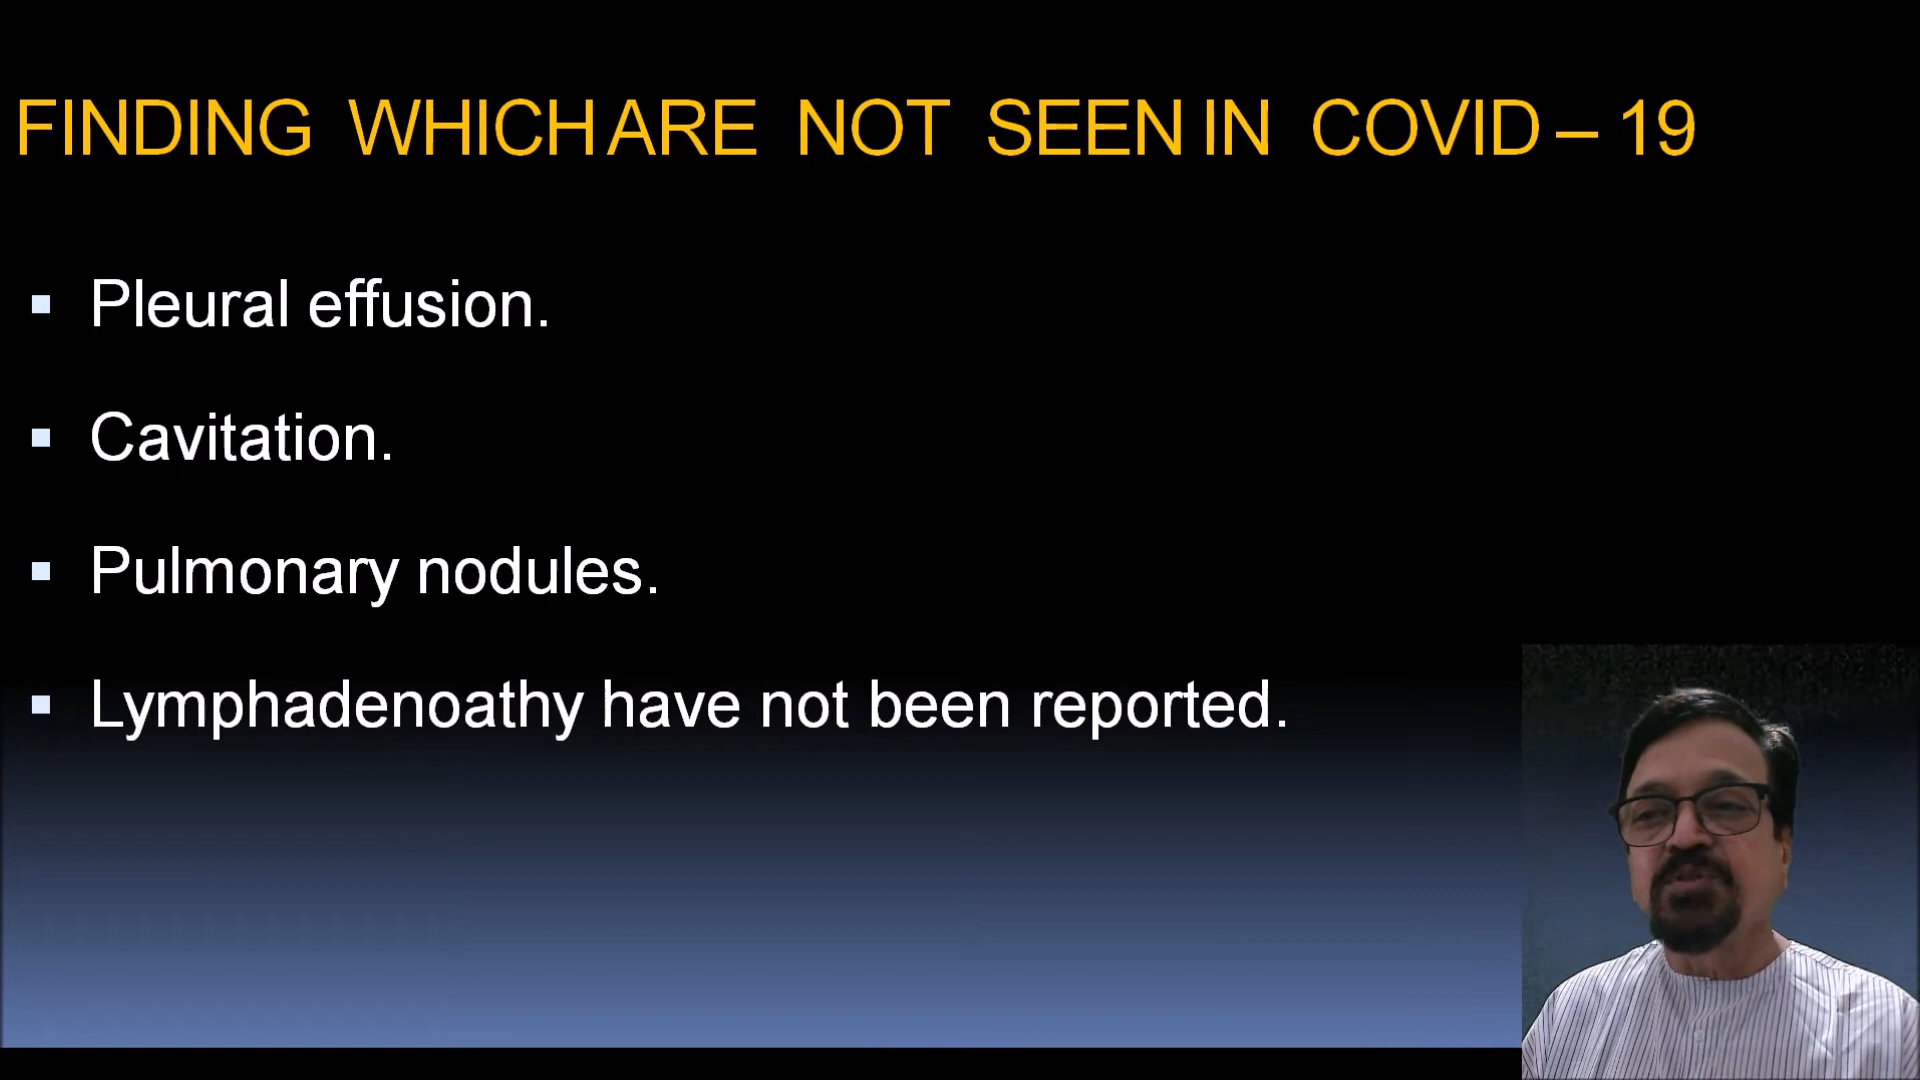 FINDING WHICH ARE NOT SEEN IN COVID – 19
▪ Pleural effusion.
▪ Cavitation.
▪ Pulmonary nodules.
▪ Lymphadenoathy have not been reported.